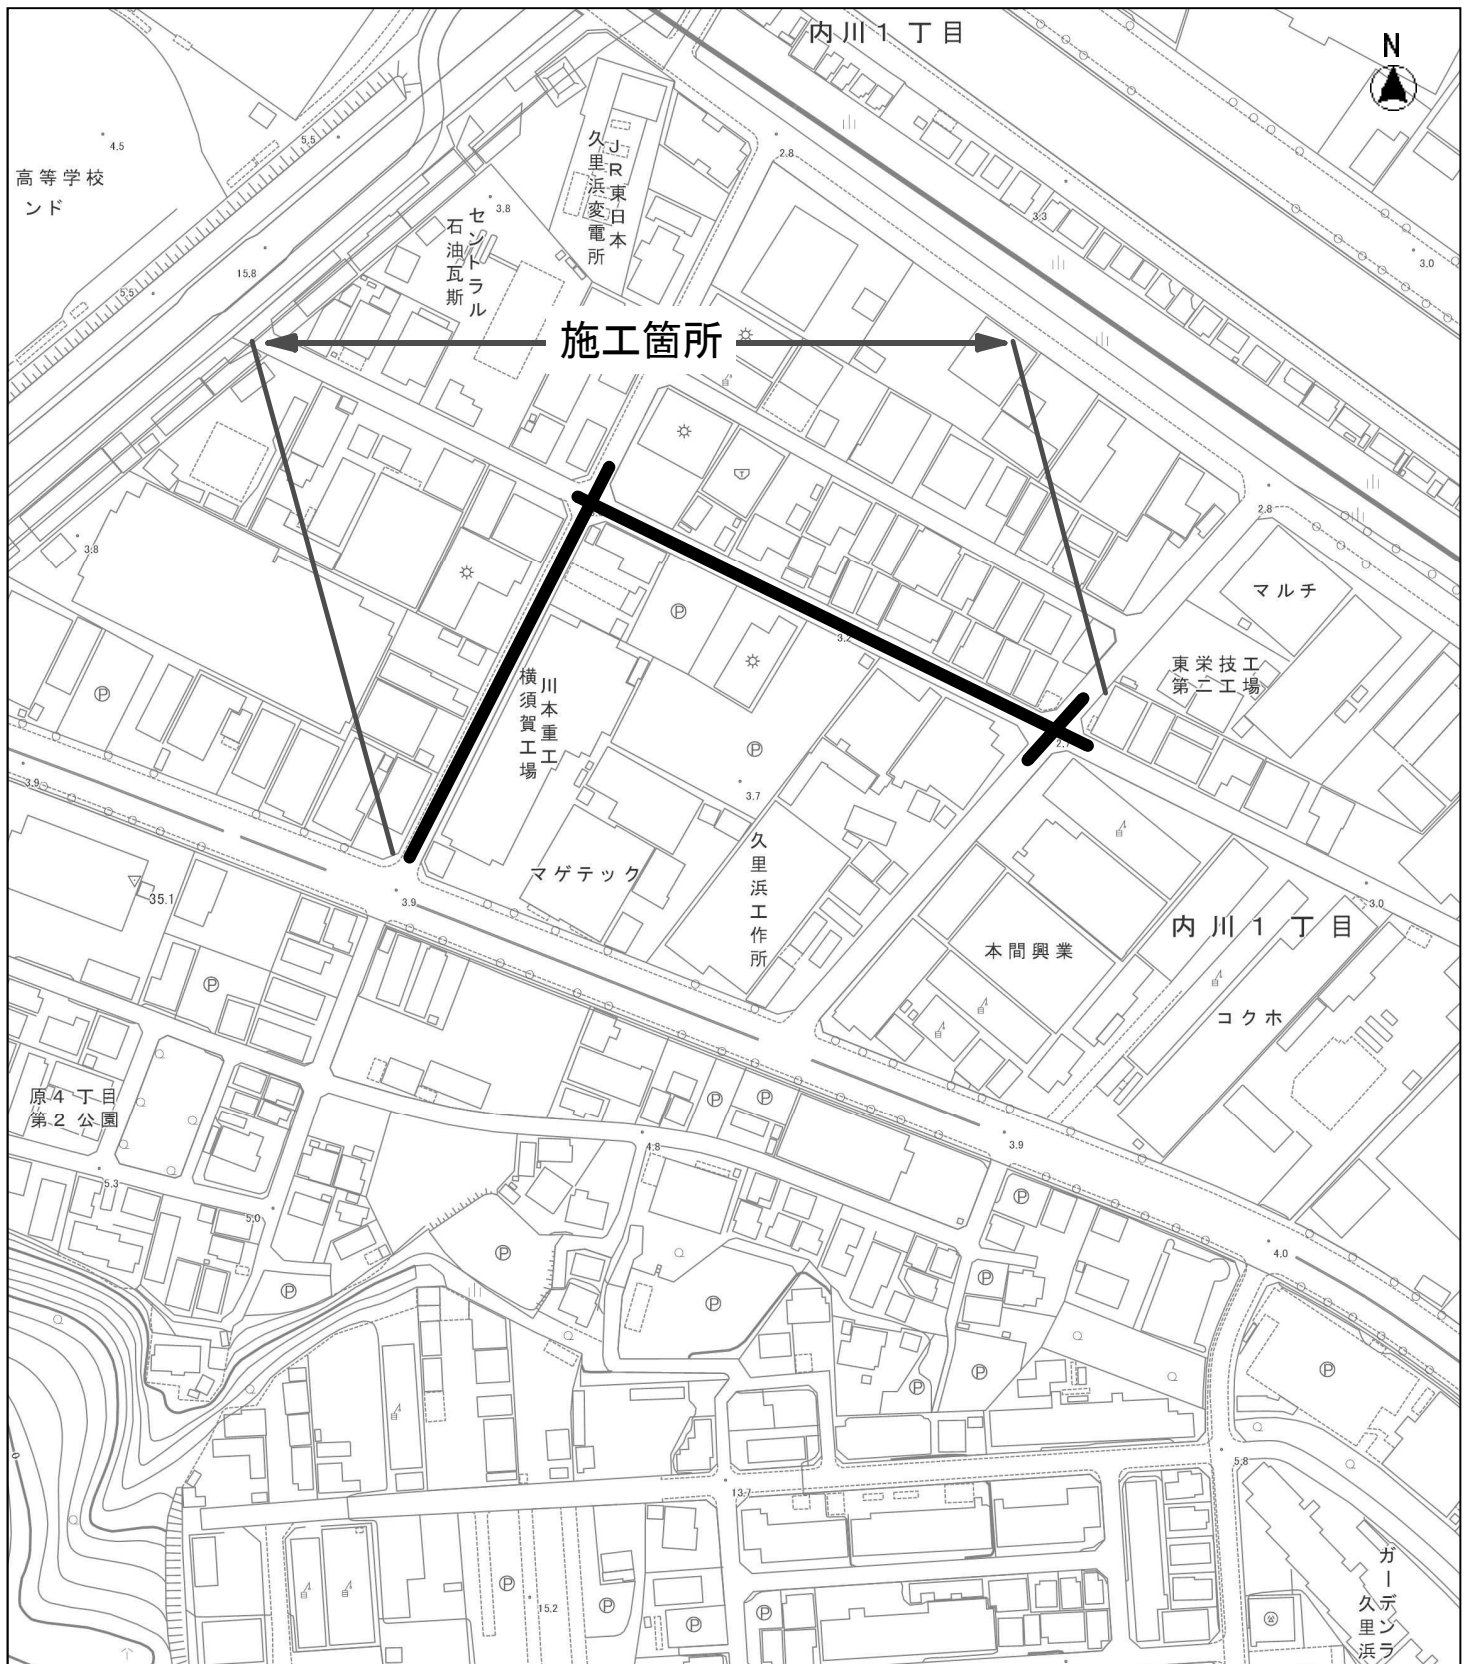 内川１丁目
N
4.5
5.5
高等学校
ンド
JR東日本
久里浜変電所
2.8
3.8
セントラル
石油瓦斯
3.3
15.8
3.0
5.5
施工箇所
2.8
3.8
マルチ
P
3.2
東栄技工
第二工場
P
川本重工
横須賀工場
2.7
P
3.9
3.7
マゲテック
久里浜工作所
35.1
3.9
3.0
内川１丁目
本間興業
P
コクホ
原４丁目
第２公園
P
P
3.9
4.8
5.3
P
5.0
4.0
P
P
P
P
P
P
P
5.8
13.7
ガーデンラ
久里浜
P
15.2
P
P
P